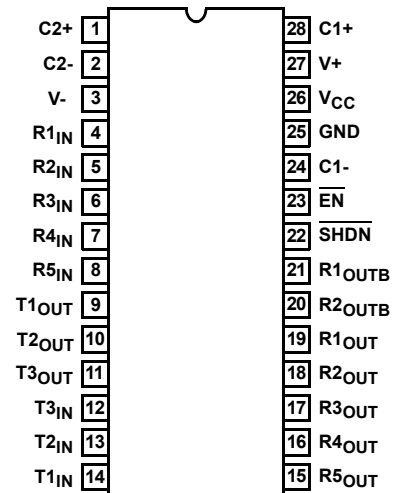 C2+ 1 28 C1+
C2- 2 27 V+
V- 3 26 VCC
R1IN 4 25 GND
R2IN 5 24 C1-
R3IN 6 23 EN
R4IN 7 22 SHDN
R5IN 8 21 R1OUTB
T1OUT 9 20 R2OUTB
T2OUT 10 19 R1OUT
T3OUT 11 18 R2OUT
T3IN 12 17 R3OUT
T2IN 13 16 R4OUT
T1IN 14 15 R5OUT